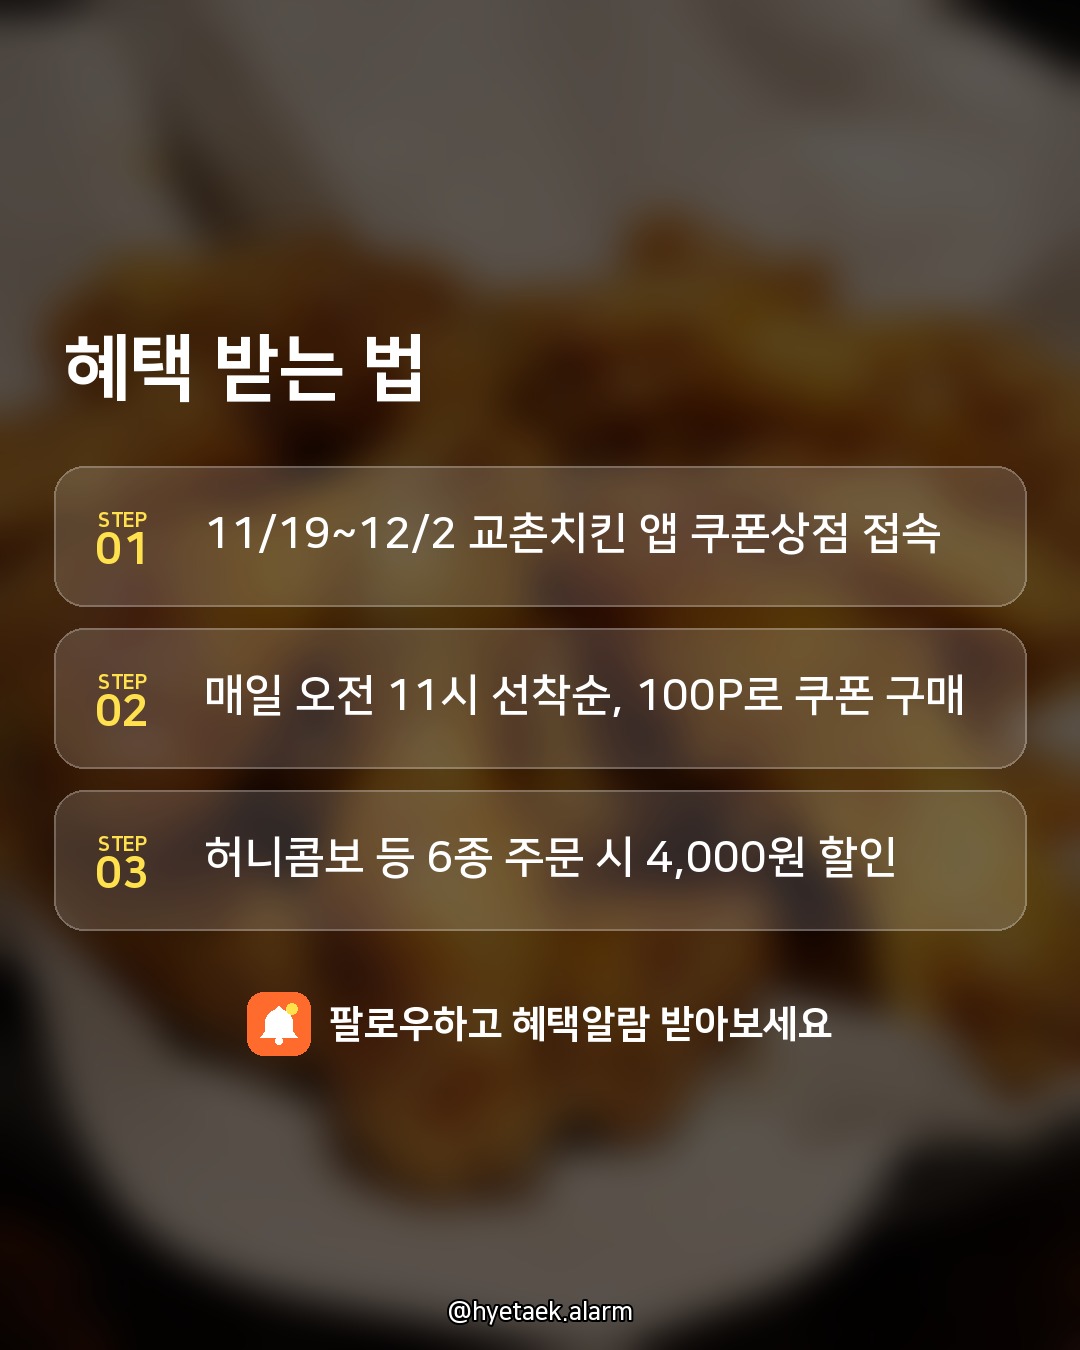 혜택 받는 법
STEP
01
11/19~12/2 교촌치킨 앱 쿠폰상점 접속
STEP
02
매일 오전 11시 선착순, 100P로 쿠폰 구매
STEP
03
허니콤보 등 6종 주문 시 4,000원 할인
팔로우하고 혜택알람 받아보세요
@hyetaek.alarm